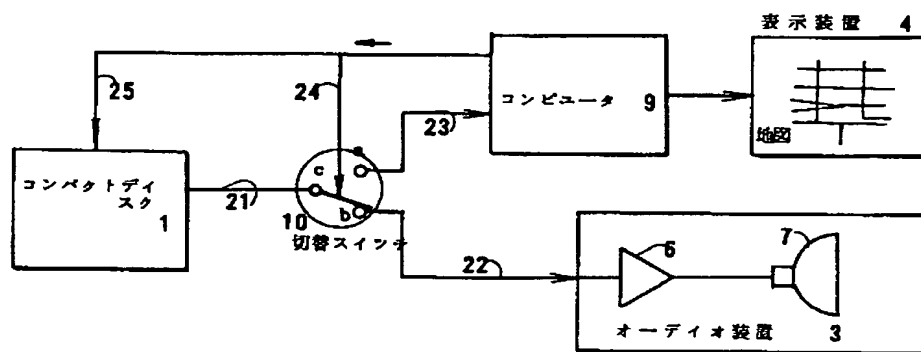 表示装置 4
25
24
コンピュータ 9
23
地図
コンパクトディ
スク 1
21
c
a
b
10
切替スイッチ
22
6
7
オーディオ装置 3